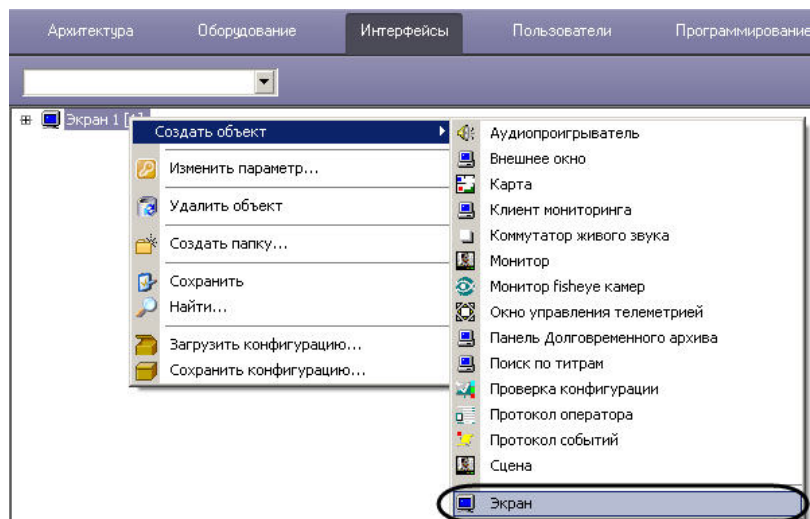 Архитектура Оборудование Интерфейсы Пользователи Программирование
Экран 1 [1]
Создать объект
Изменить параметр...
Удалить объект
Создать папку...
Сохранить
Найти...
Загрузить конфигурацию...
Сохранить конфигурацию...
Аудиопроигрыватель
Внешнее окно
Карта
Клиент мониторинга
Коммутатор живого звука
Монитор
Монитор fisheye камер
Окно управления телеметрией
Панель Долговременного архива
Поиск по титрам
Проверка конфигурации
Протокол оператора
Протокол событий
Сцена
Экран